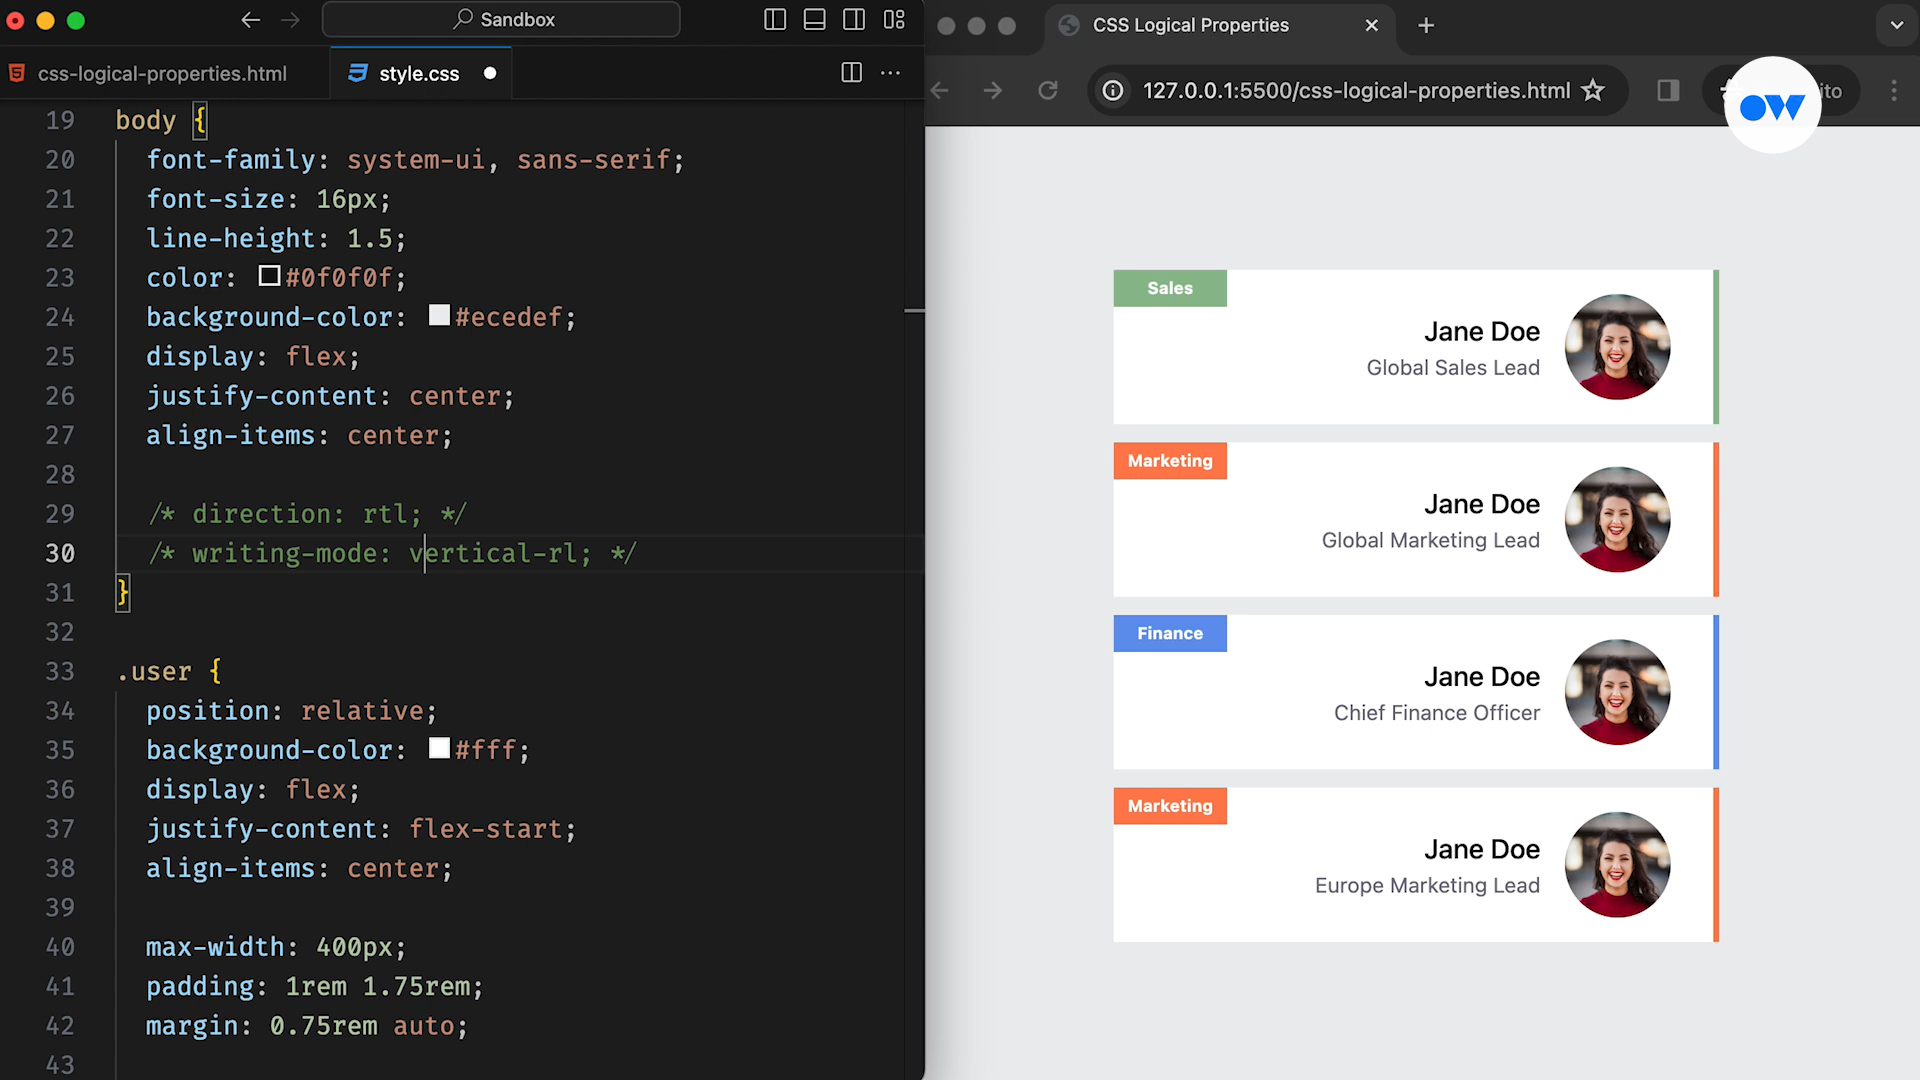 Sandbox
css-logical-properties.html
style.css
19 body {
20 font-family: system-ui, sans-serif;
21 font-size: 16px;
22 line-height: 1.5;
23 color: #0f0f0f;
24 background-color: #ecedef;
25 display: flex;
26 justify-content: center;
27 align-items: center;
28
29 /* direction: rtl; */
30 /* writing-mode: vertical-rl; */
31 }
32
33 .user {
34 position: relative;
35 background-color: #fff;
36 display: flex;
37 justify-content: flex-start;
38 align-items: center;
39
40 max-width: 400px;
41 padding: 1rem 1.75rem;
42 margin: 0.75rem auto;
43
CSS Logical Properties
127.0.0.1:5500/css-logical-properties.html
ow
Sales
Jane Doe
Global Sales Lead
Marketing
Jane Doe
Global Marketing Lead
Finance
Jane Doe
Chief Finance Officer
Marketing
Jane Doe
Europe Marketing Lead